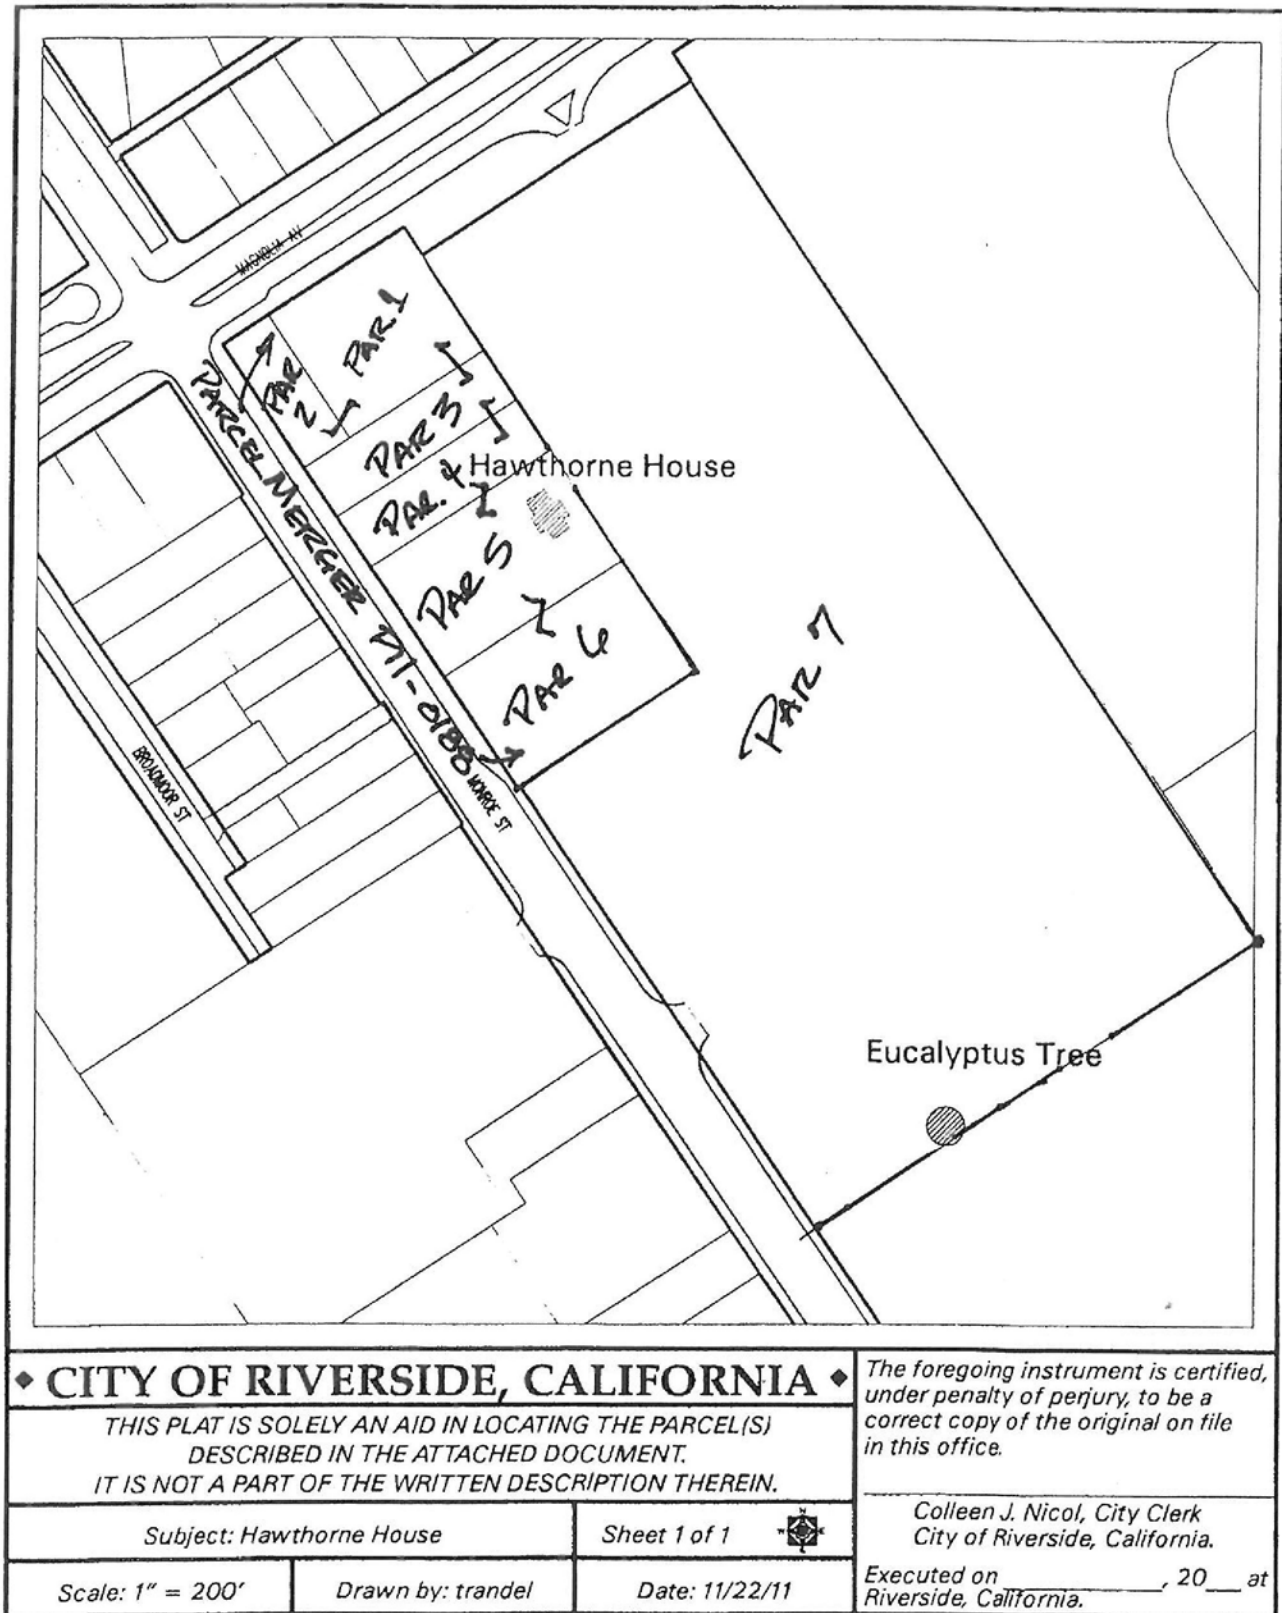 MAGNOLIA AV
PAR. 1
PAR 2
PAR 3
PAR. 4
Hawthorne House
PAR 5
PAR 6
PAR 7
PARCEL MERGER P11-0188
MONROE ST
BROADMOOR ST
Eucalyptus Tree
CITY OF RIVERSIDE, CALIFORNIA
THIS PLAT IS SOLELY AN AID IN LOCATING THE PARCEL(S)
DESCRIBED IN THE ATTACHED DOCUMENT.
IT IS NOT A PART OF THE WRITTEN DESCRIPTION THEREIN.
Subject: Hawthorne House
Sheet 1 of 1
N
W E
Scale: 1" = 200'
Drawn by: trandel
Date: 11/22/11
The foregoing instrument is certified,
under penalty of perjury, to be a
correct copy of the original on file
in this office.
Colleen J. Nicol, City Clerk
City of Riverside, California.
Executed on ____________, 20___ at
Riverside, California.